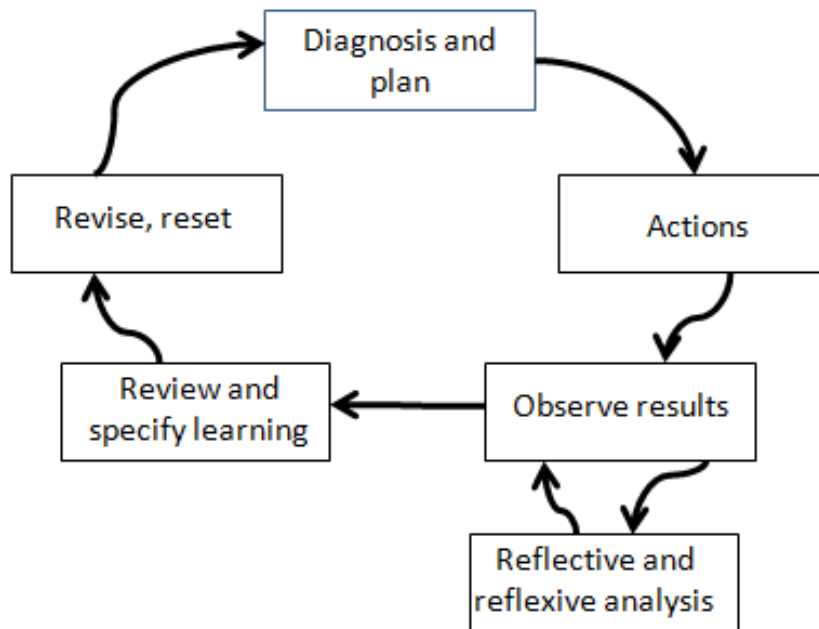 Diagnosis and
plan
Actions
Observe results
Reflective and
reflexive analysis
Review and
specify learning
Revise, reset